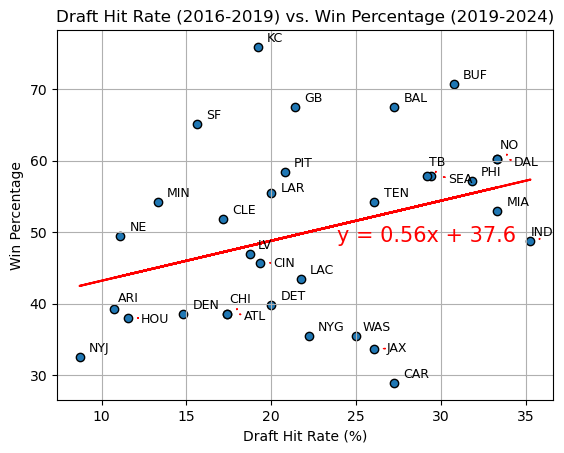 Draft Hit Rate (2016-2019) vs. Win Percentage (2019-2024)
KC
BUF
70
GB
BAL
SF
NO
60
TB
DAL
PIT
SEA
PHI
LAR
MIN
TEN
MIA
CLE
NE
50
y = 0.56x + 37.6
IND
LV
CIN
LAC
ARI
DEN
CHI
DET
40
HOU
ATL
NYG
WAS
NYJ
JAX
CAR
30
10
15
20
25
30
35
Draft Hit Rate (%)
Win Percentage